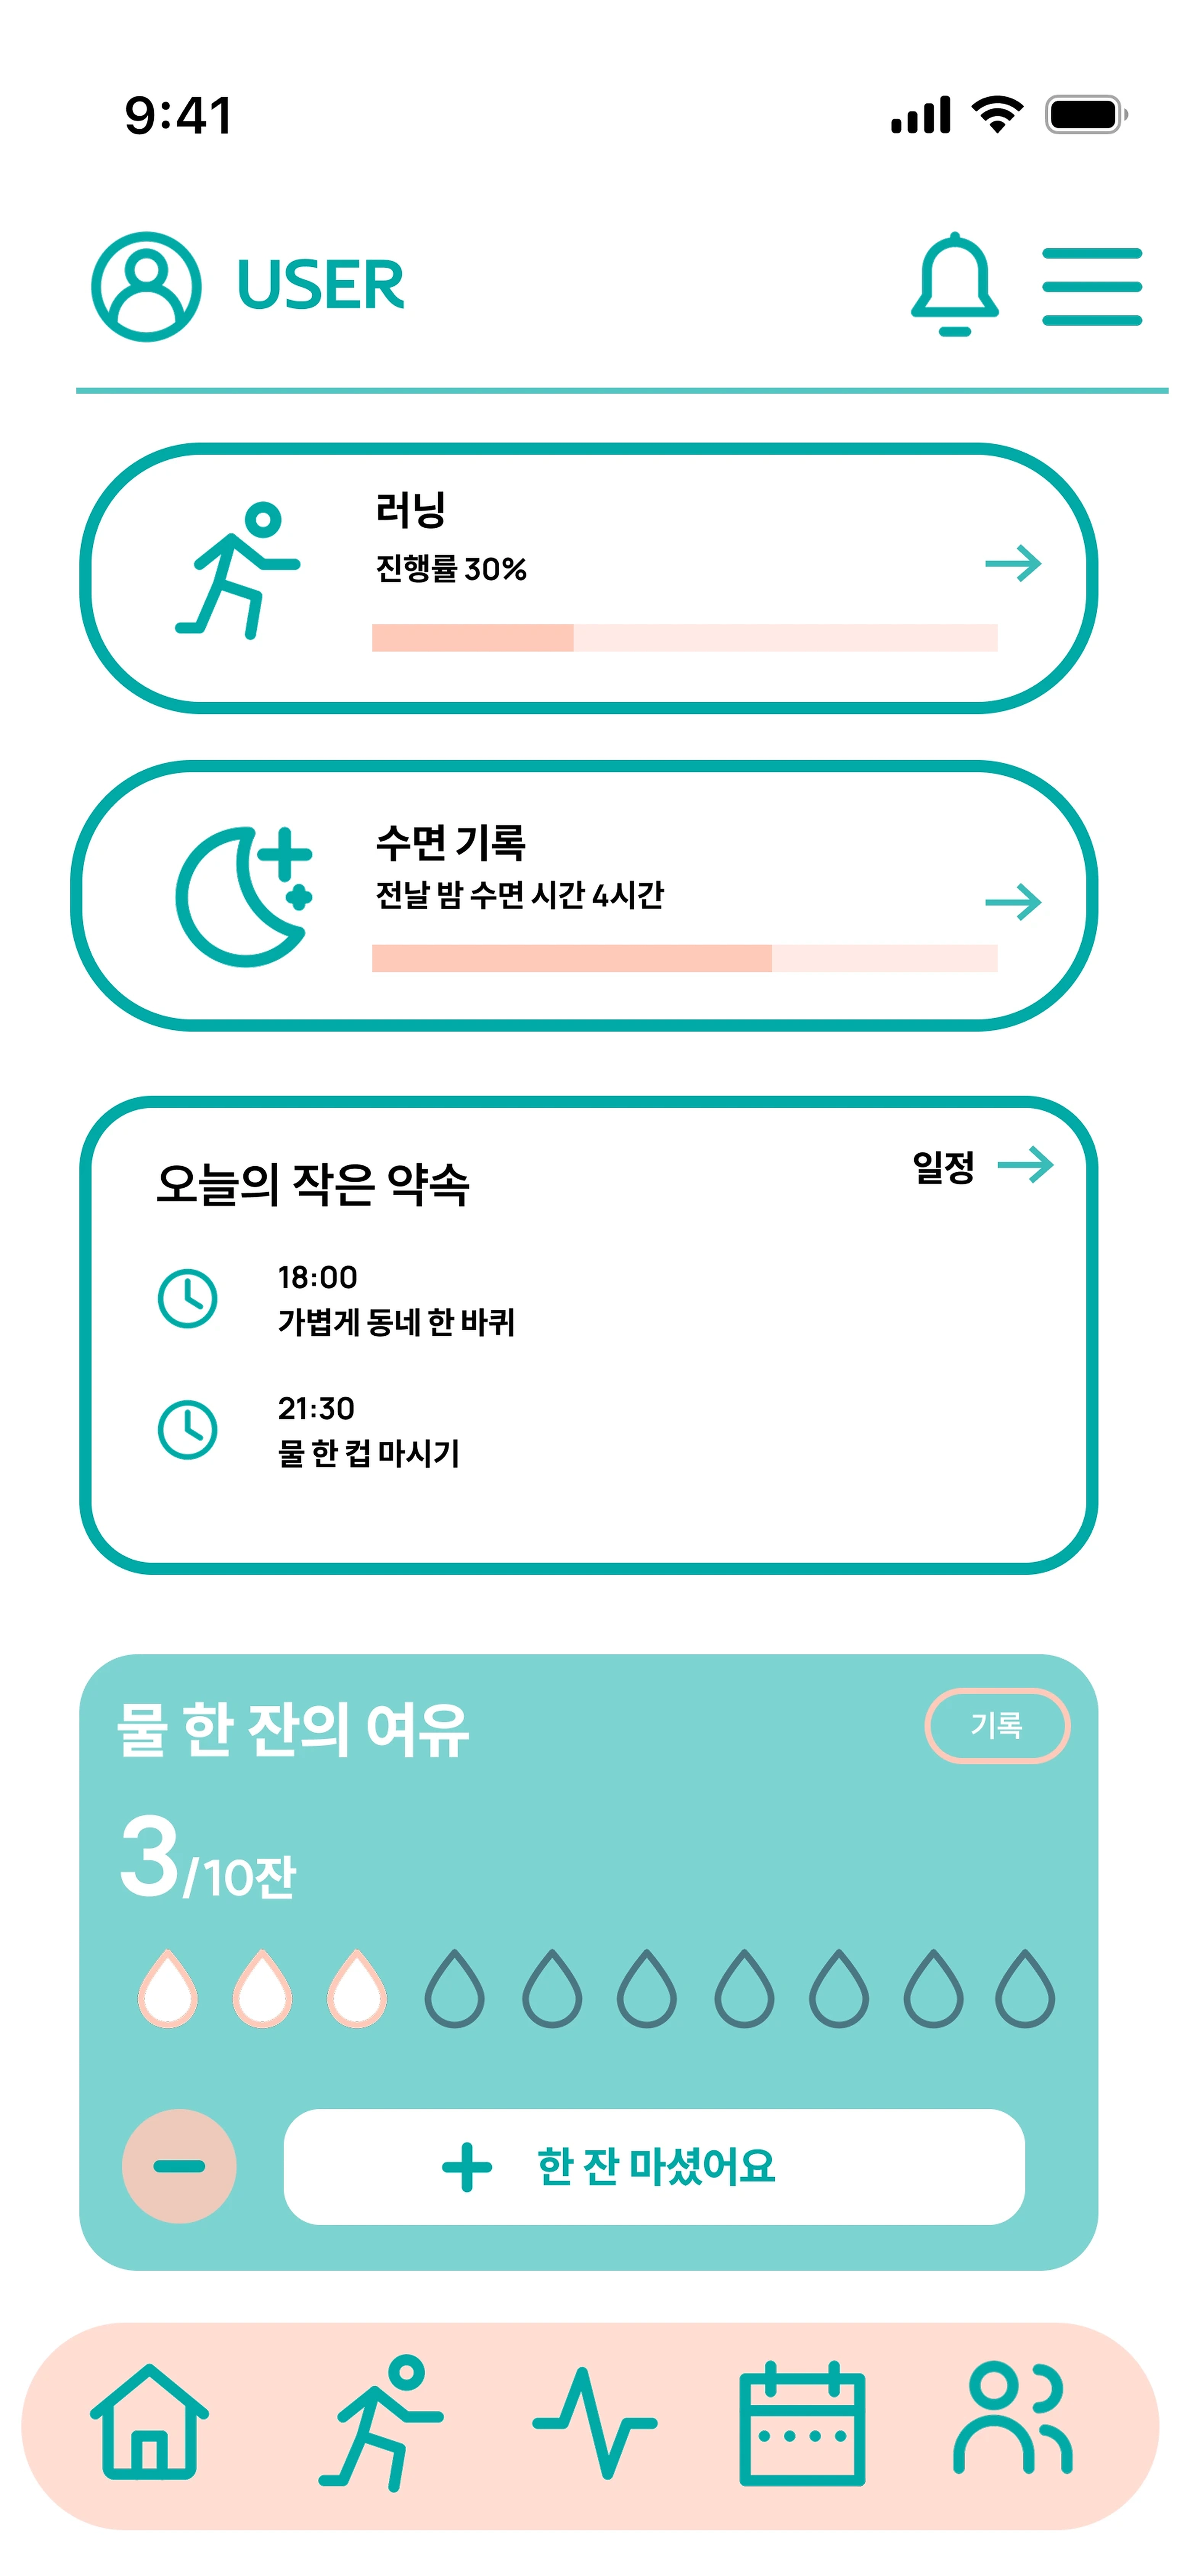 9:41
USER
러닝
진행률 30%
수면 기록
전날 밤 수면 시간 4시간
오늘의 작은 약속
일정
18:00
가볍게 동네 한 바퀴
21:30
물 한 컵 마시기
물 한 잔의 여유
기록
3/10잔
한 잔 마셨어요